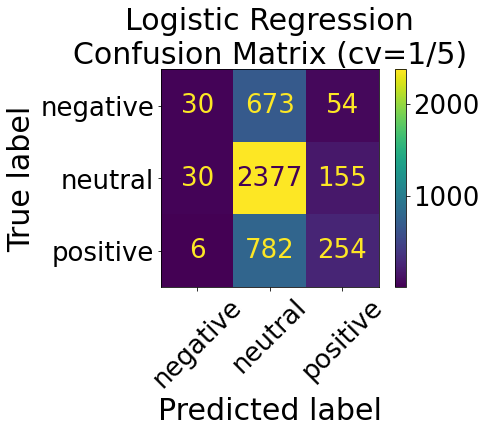 Logistic Regression
Confusion Matrix (cv=1/5)
True label
negative 30 673 54
neutral 30 2377 155
positive 6 782 254
2000
1000
negative neutral positive
Predicted label